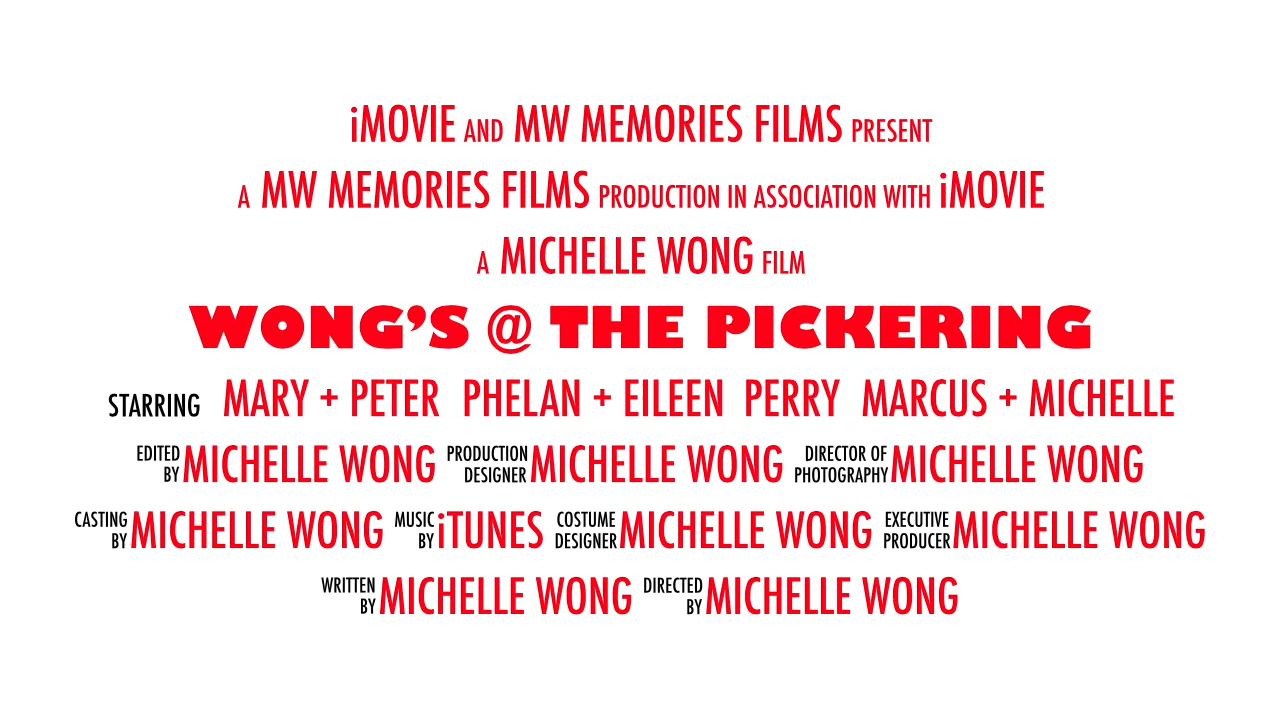 iMOVIE AND MW MEMORIES FILMS PRESENT
A MW MEMORIES FILMS PRODUCTION IN ASSOCIATION WITH iMOVIE
A MICHELLE WONG FILM
WONG'S @ THE PICKERING
STARRING MARY + PETER PHELAN + EILEEN PERRY MARCUS + MICHELLE
EDITED BY MICHELLE WONG PRODUCTION DESIGNER MICHELLE WONG DIRECTOR OF PHOTOGRAPHY MICHELLE WONG
CASTING BY MICHELLE WONG MUSIC BY iTUNES COSTUME DESIGNER MICHELLE WONG EXECUTIVE PRODUCER MICHELLE WONG
WRITTEN BY MICHELLE WONG DIRECTED BY MICHELLE WONG